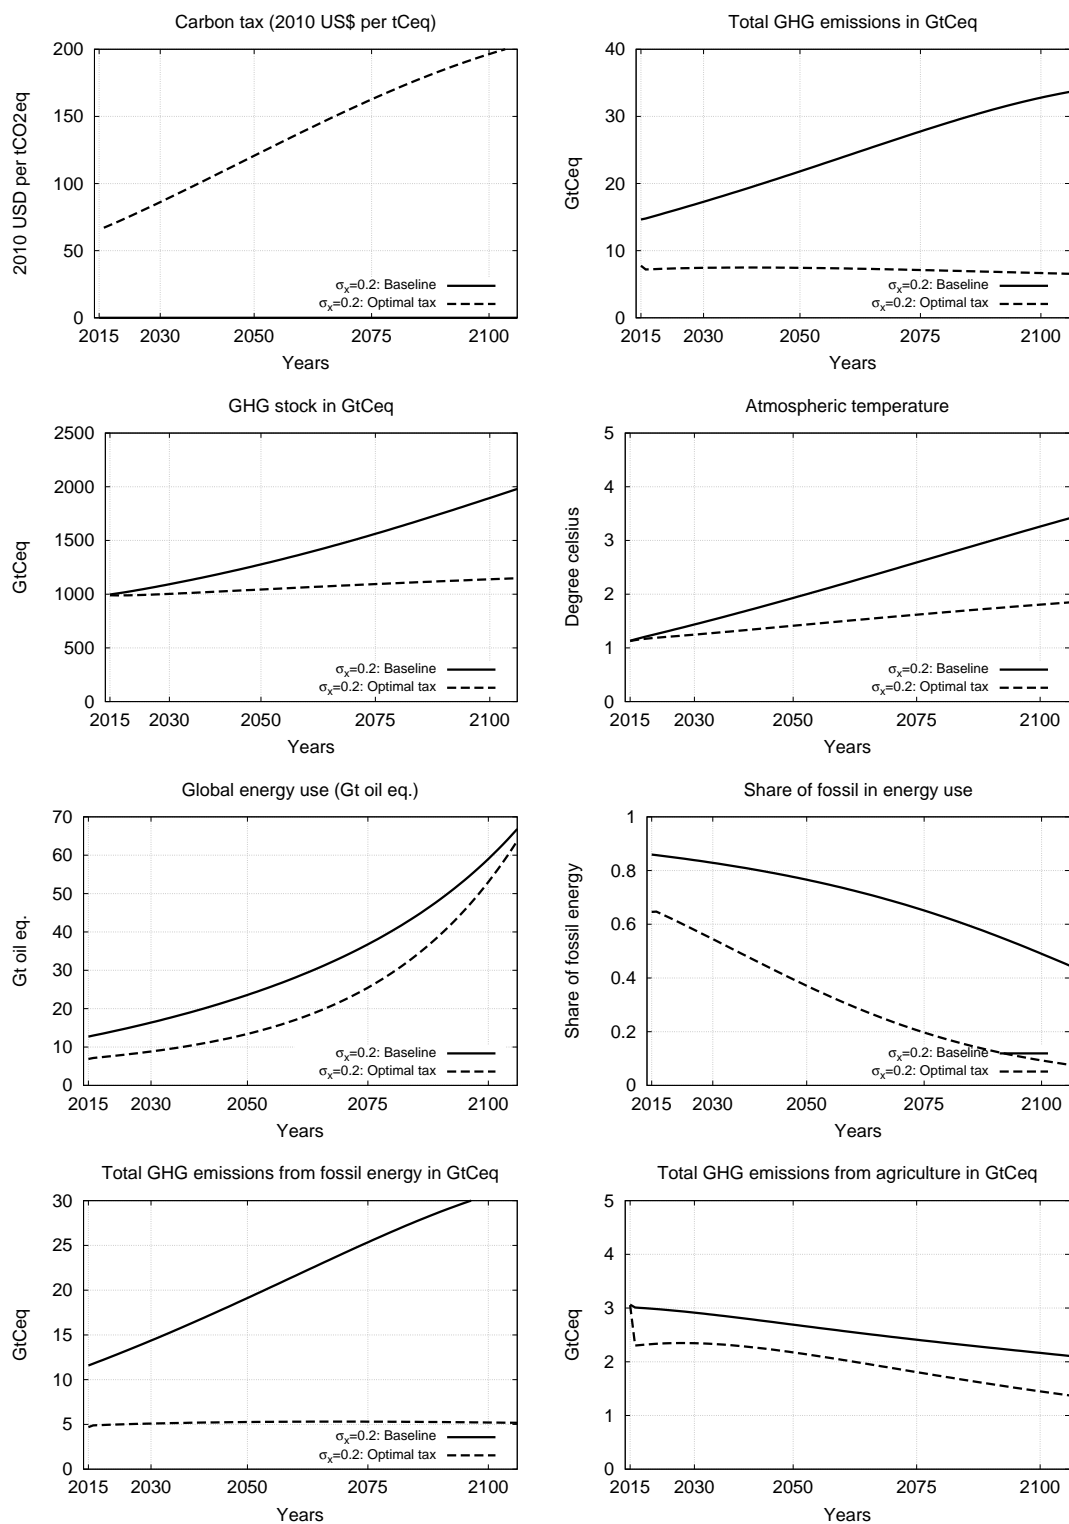 Carbon tax (2010 US$ per tCeq)
200
150
100
50
0
2010 USD per tCO2eq
σx=0.2: Baseline
σx=0.2: Optimal tax
2015 2030 2050 2075 2100
Years
Total GHG emissions in GtCeq
40
30
20
10
0
GtCeq
σx=0.2: Baseline
σx=0.2: Optimal tax
2015 2030 2050 2075 2100
Years
GHG stock in GtCeq
2500
2000
1500
1000
500
0
GtCeq
σx=0.2: Baseline
σx=0.2: Optimal tax
2015 2030 2050 2075 2100
Years
Atmospheric temperature
5
4
3
2
1
0
Degree celsius
σx=0.2: Baseline
σx=0.2: Optimal tax
2015 2030 2050 2075 2100
Years
Global energy use (Gt oil eq.)
70
60
50
40
30
20
10
0
Gt oil eq.
σx=0.2: Baseline
σx=0.2: Optimal tax
2015 2030 2050 2075 2100
Years
Share of fossil in energy use
1
0.8
0.6
0.4
0.2
0
Share of fossil energy
σx=0.2: Baseline
σx=0.2: Optimal tax
2015 2030 2050 2075 2100
Years
Total GHG emissions from fossil energy in GtCeq
30
25
20
15
10
5
0
GtCeq
σx=0.2: Baseline
σx=0.2: Optimal tax
2015 2030 2050 2075 2100
Years
Total GHG emissions from agriculture in GtCeq
5
4
3
2
1
0
GtCeq
σx=0.2: Baseline
σx=0.2: Optimal tax
2015 2030 2050 2075 2100
Years